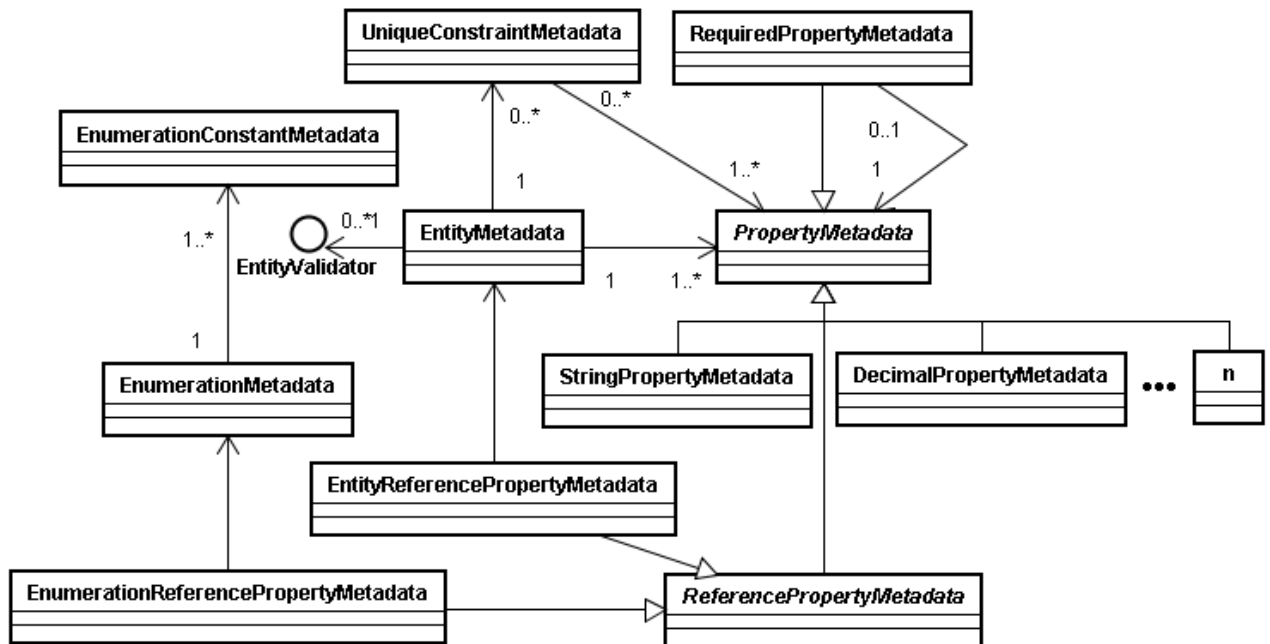 UniqueConstraintMetadata
RequiredPropertyMetadata
0..*
0..*
0..1
EnumerationConstantMetadata
1..*
1
1
0..*1
EntityMetadata
PropertyMetadata
1..*
EntityValidator
1
1..*
1
EnumerationMetadata
StringPropertyMetadata
DecimalPropertyMetadata
•••
n
EntityReferencePropertyMetadata
EnumerationReferencePropertyMetadata
ReferencePropertyMetadata